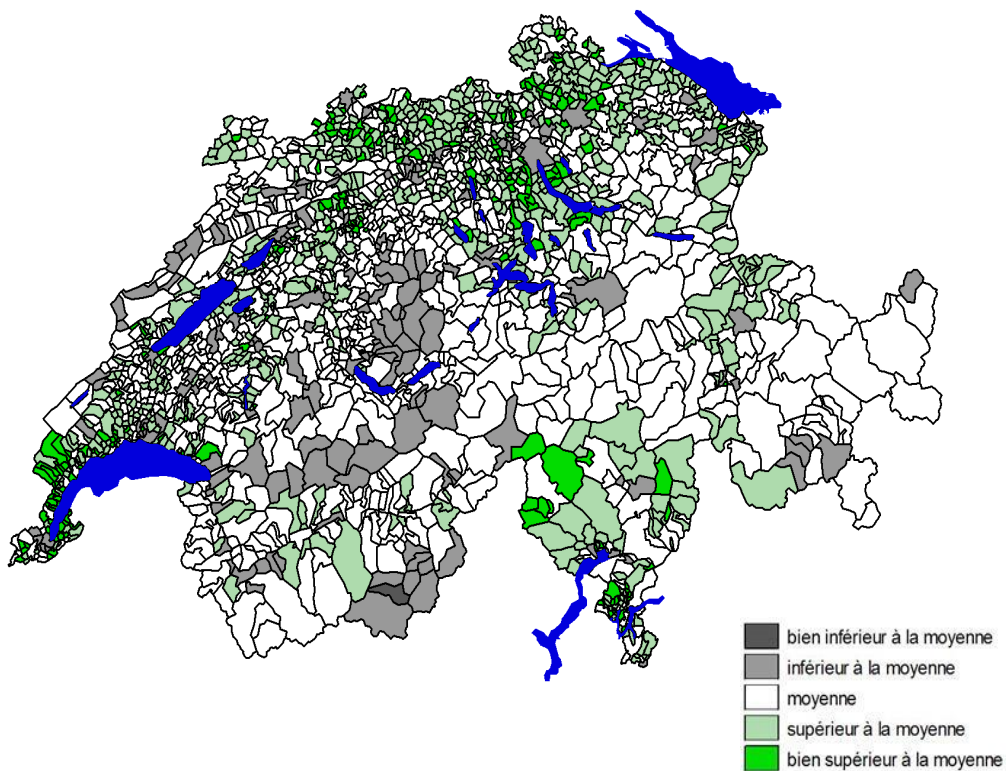 bien inférieur à la moyenne
inférieur à la moyenne
moyenne
supérieur à la moyenne
bien supérieur à la moyenne